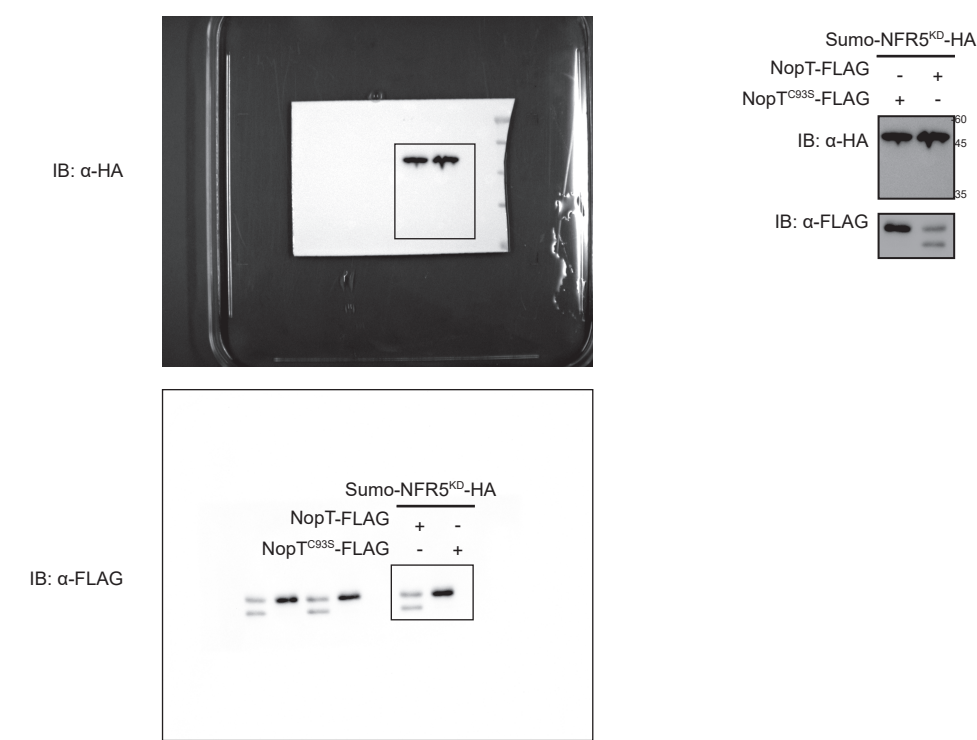 IB: α-HA
Sumo-NFR5ᴷᴰ-HA
NopT-FLAG - +
NopTC93S-FLAG + -
IB: α-HA
60
45
35
IB: α-FLAG
Sumo-NFR5ᴷᴰ-HA
NopT-FLAG + -
NopTC93S-FLAG - +
IB: α-FLAG